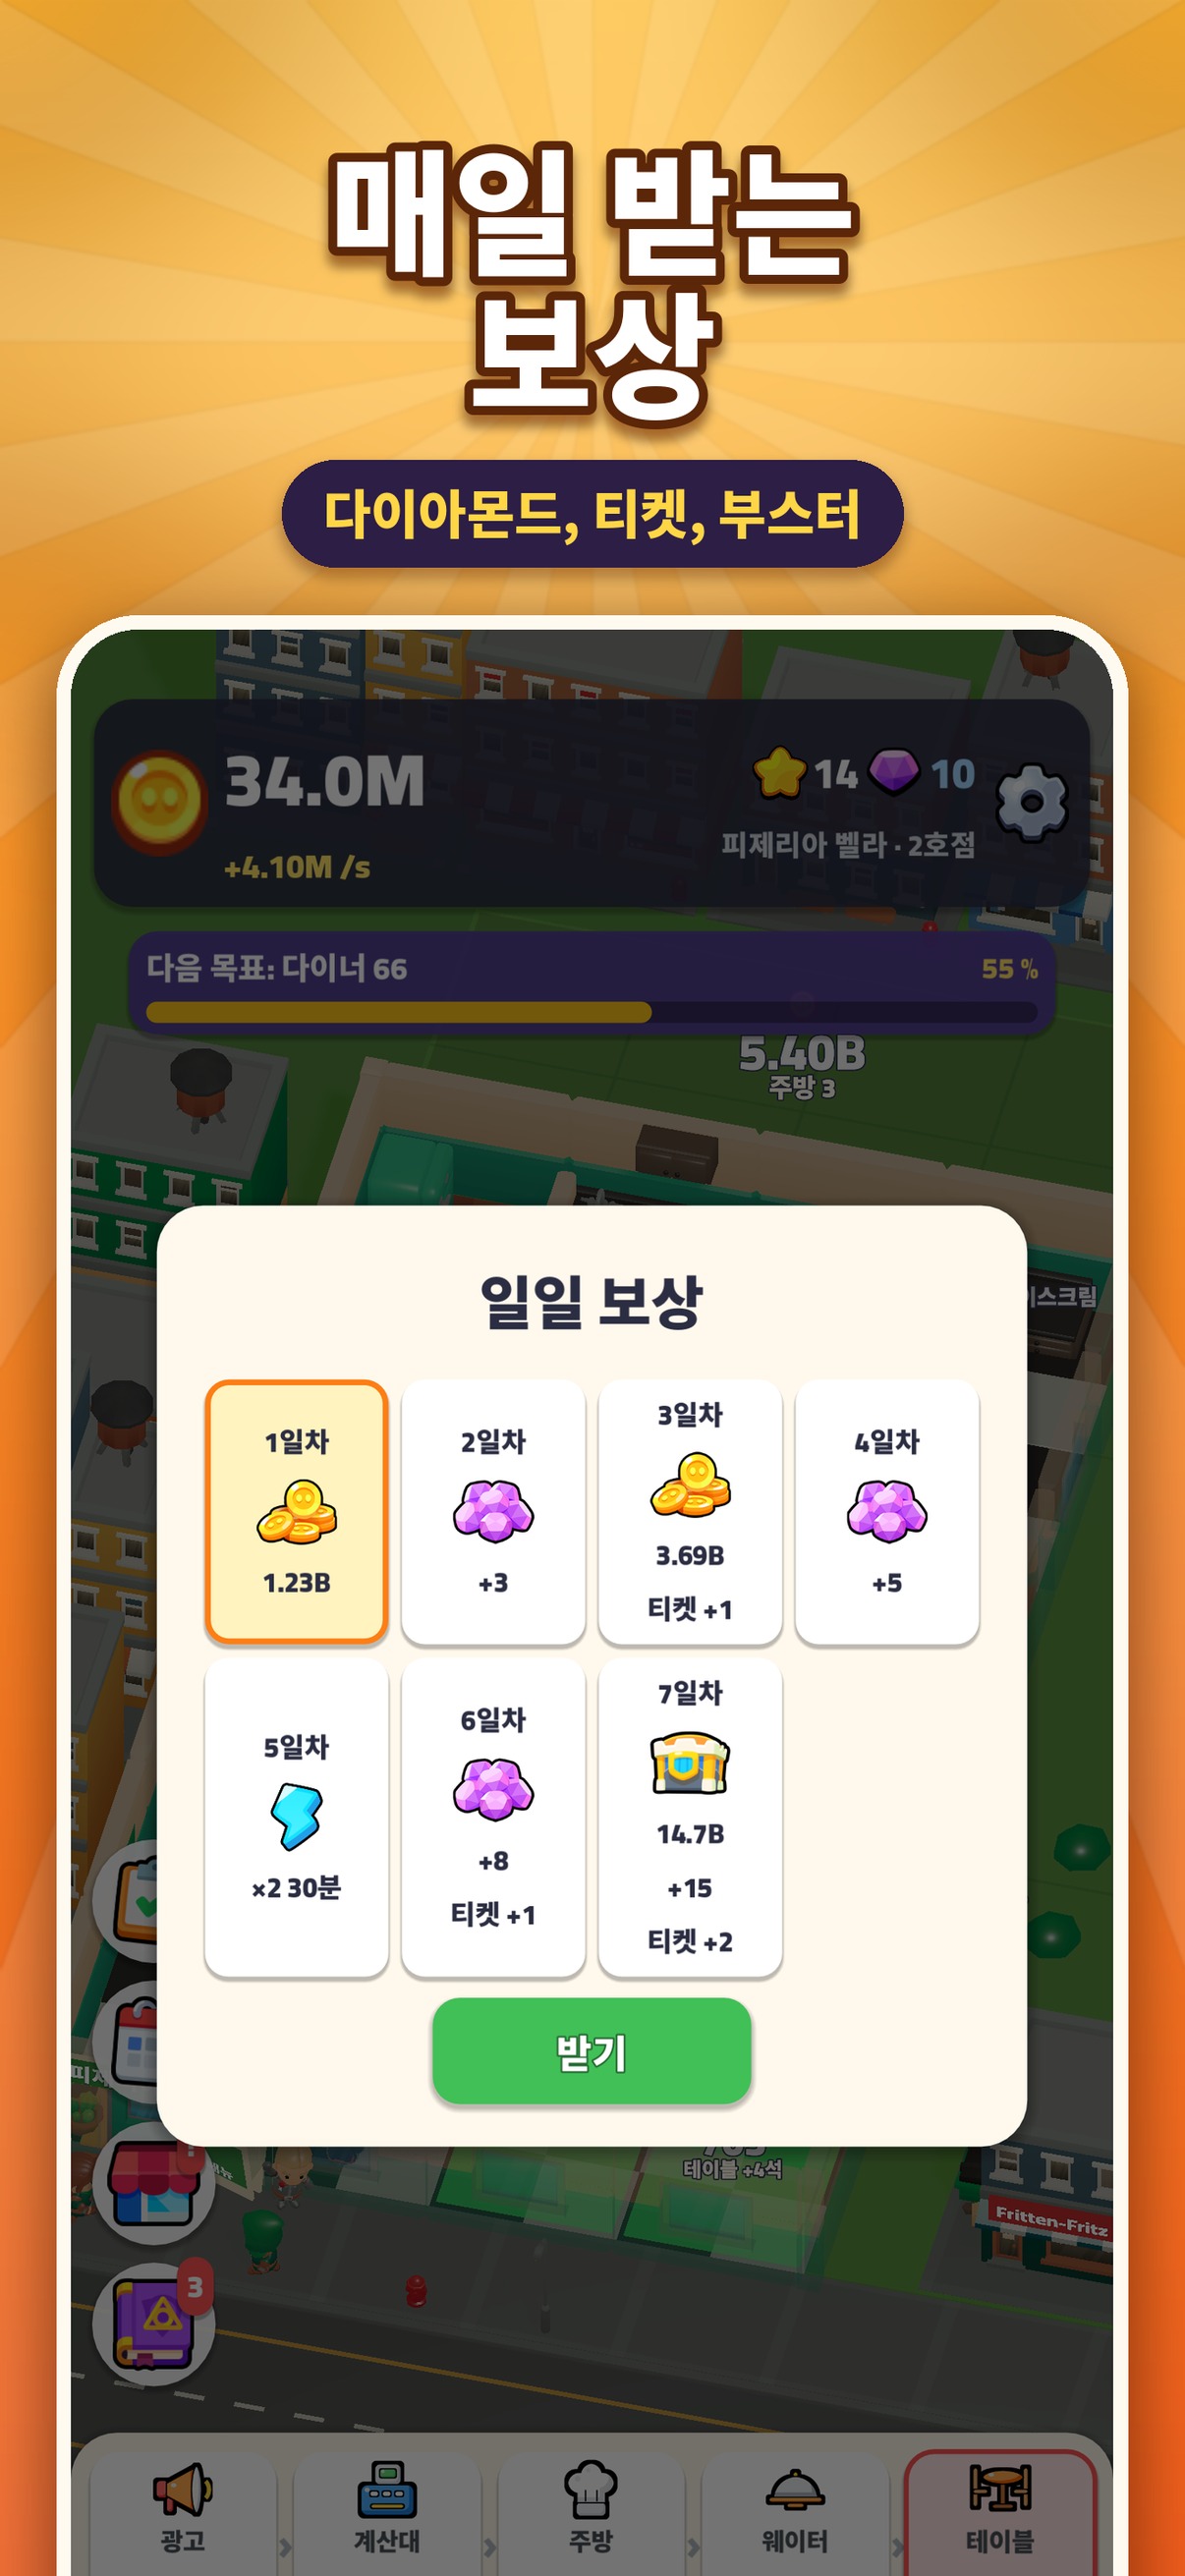 매일 받는
보상
다이아몬드, 티켓, 부스터
34.0M
+4.10M /s
14
10
피제리아 벨라 · 2호점
다음 목표: 다이너 66
55 %
5.40B
주방 3
일일 보상
1일차
1.23B
2일차
+3
3일차
3.69B
티켓 +1
4일차
+5
5일차
×2 30분
6일차
+8
티켓 +1
7일차
14.7B
+15
티켓 +2
받기
테이블 +4석
Fritten-Fritz
3
광고
계산대
주방
웨이터
테이블